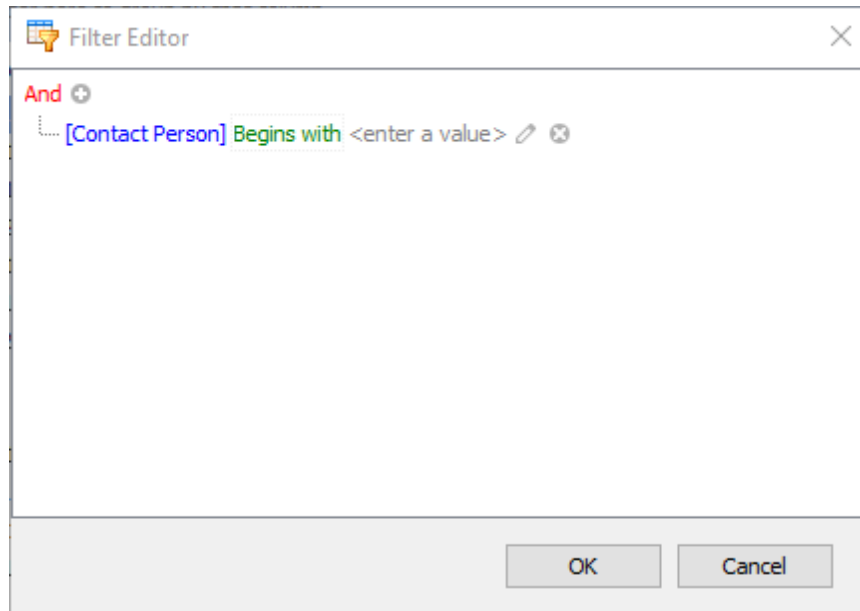 Filter Editor
And
[Contact Person] Begins with <enter a value>
OK
Cancel